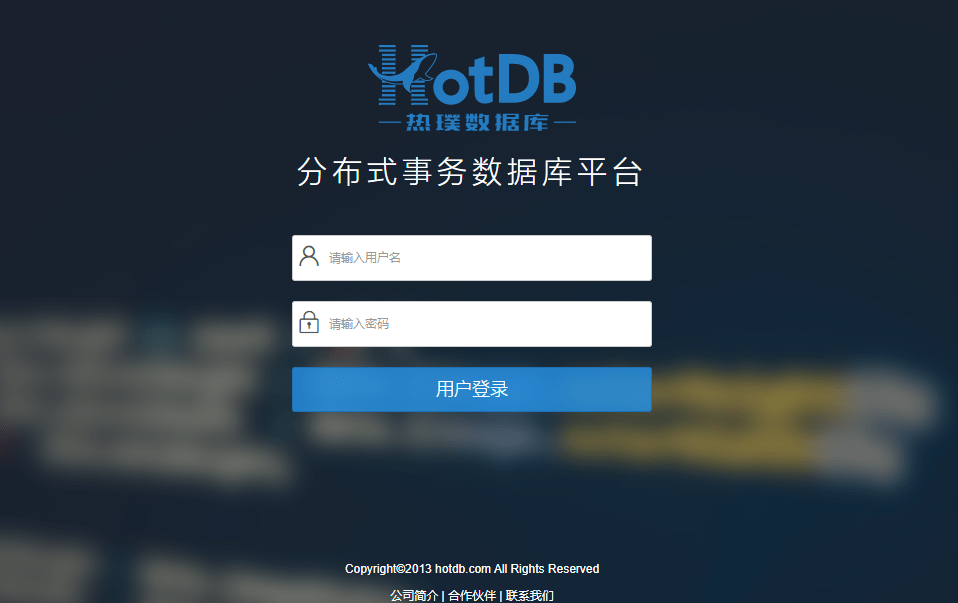 HotDB
热璞数据库
分布式事务数据库平台
请输入用户名
请输入密码
用户登录
Copyright©2013 hotdb.com All Rights Reserved
公司简介 | 合作伙伴 | 联系我们